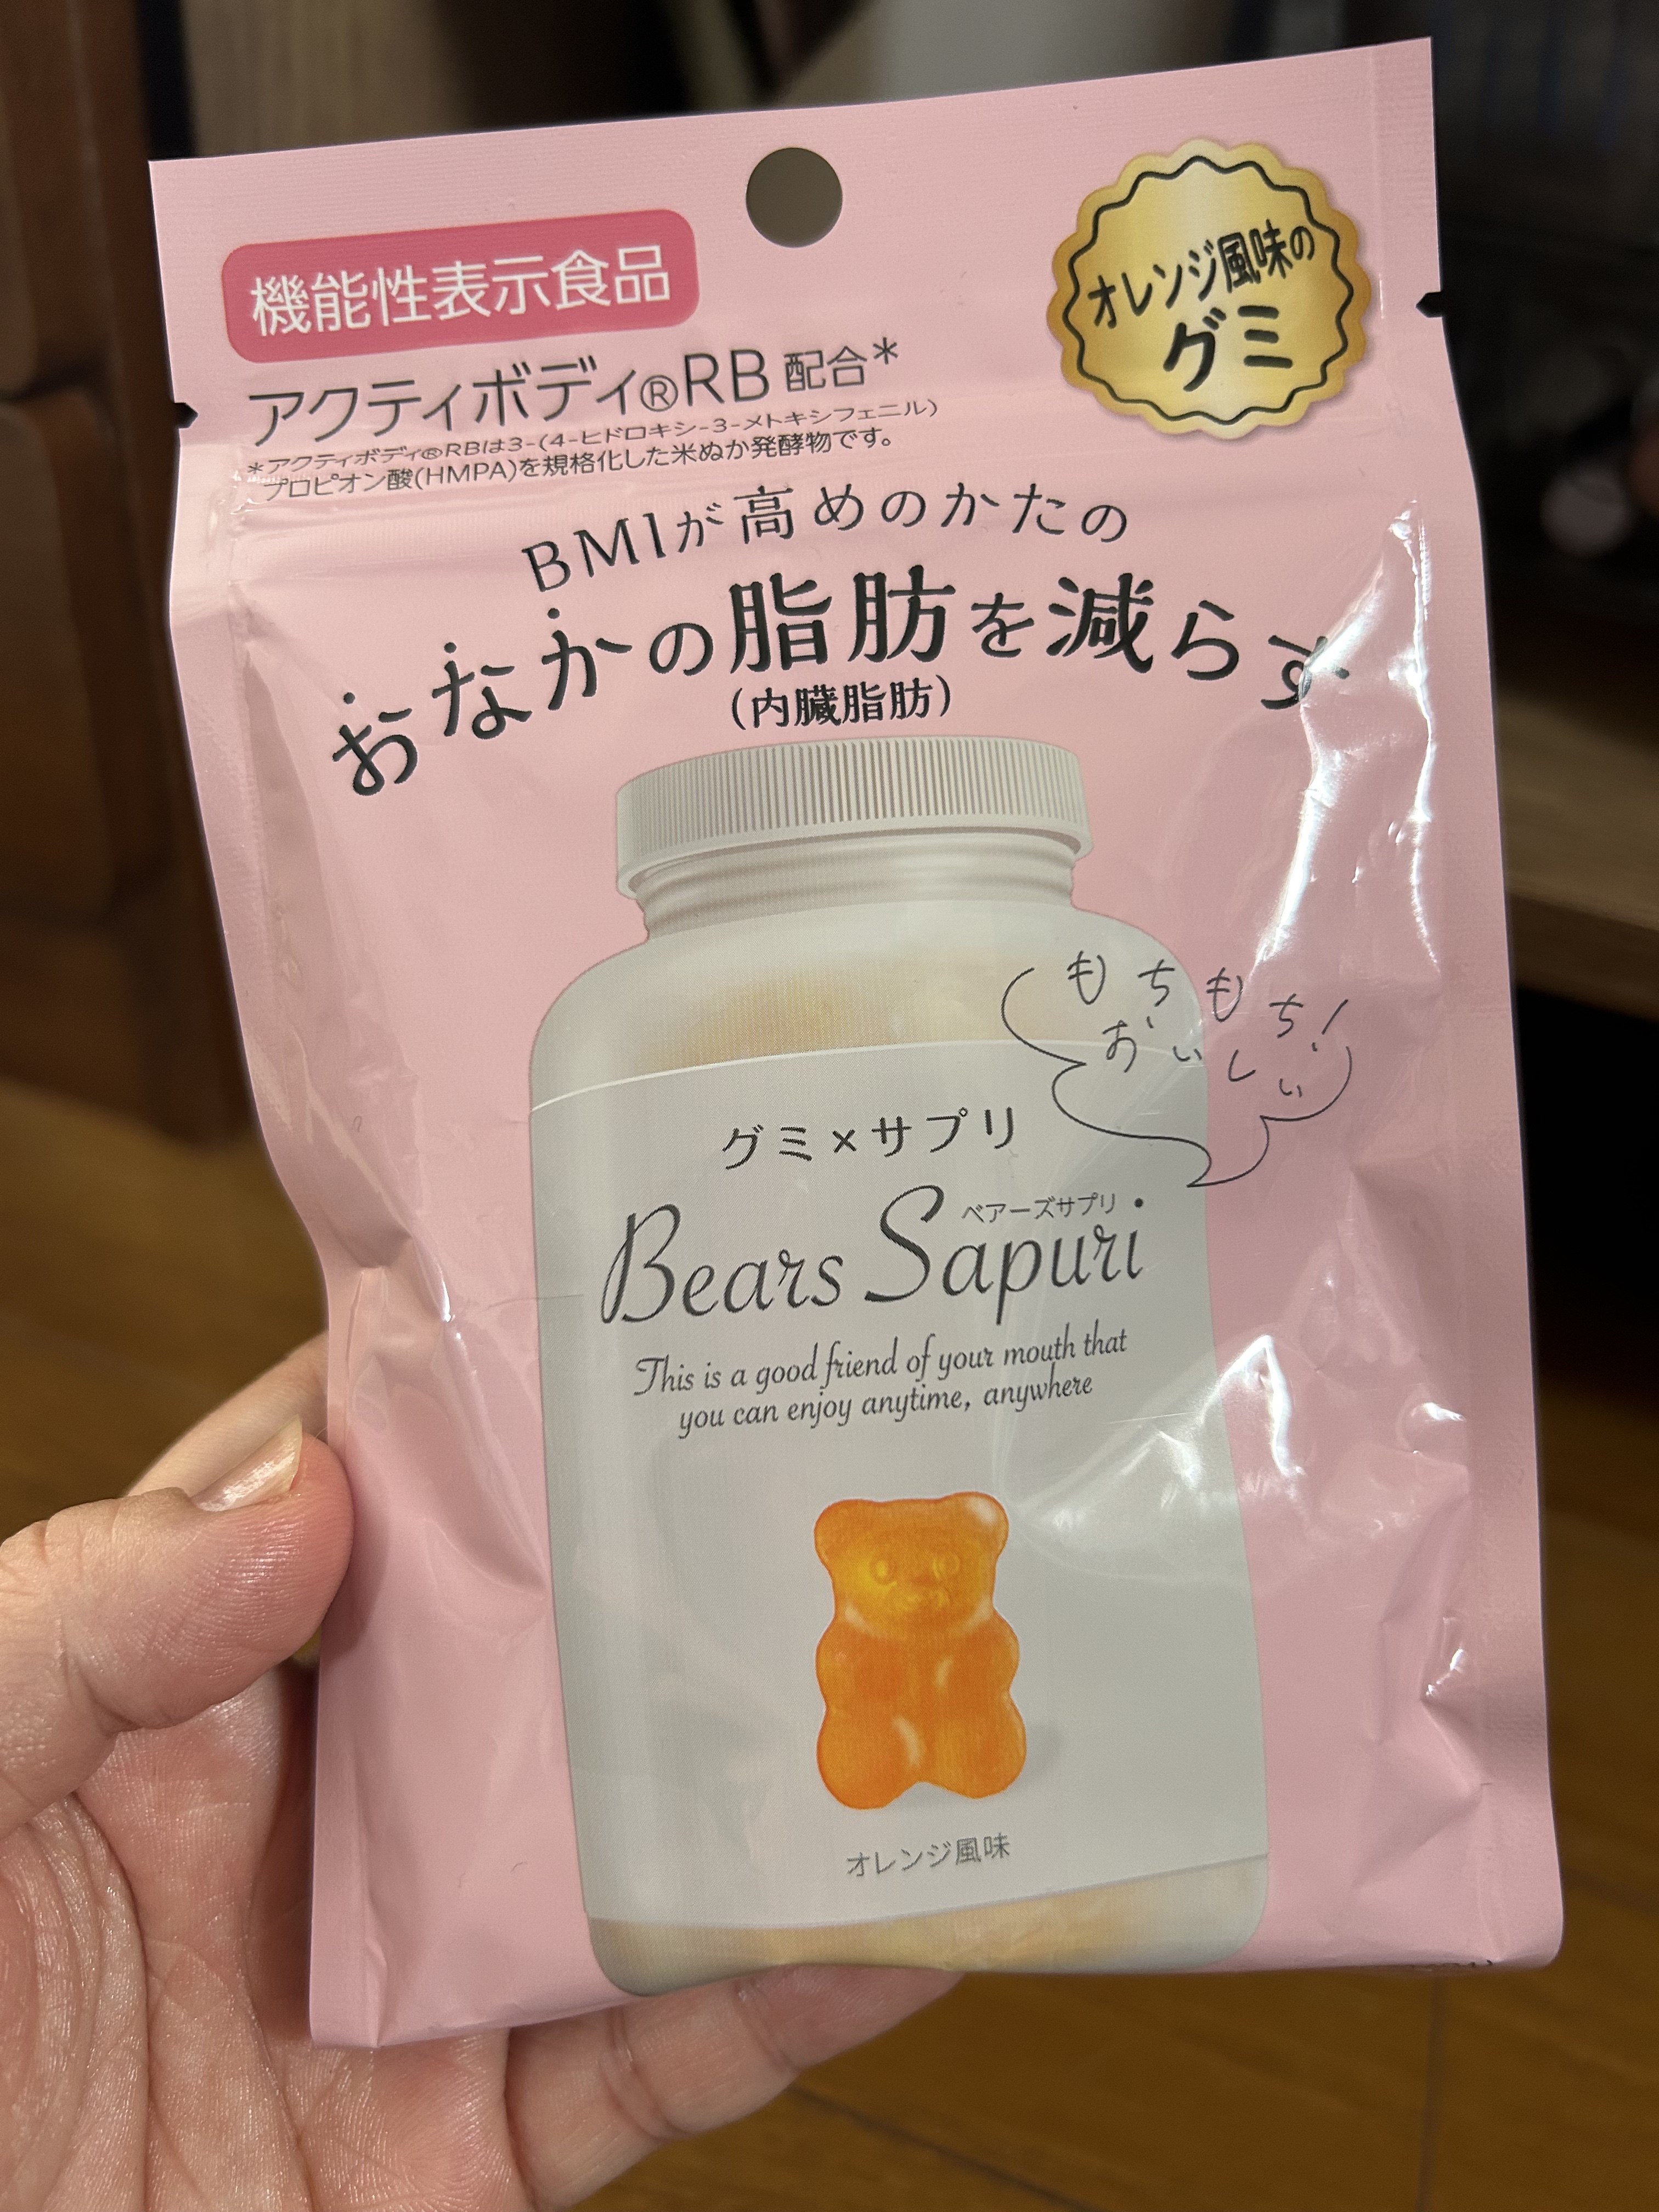 機能性表示食品
オレンジ風味の
グミ
アクティボディ®RB 配合*
*アクティボディ®RBは3-(4-ヒドロキシ-3-メトキシフェニル)
プロピオン酸(HMPA)を規格化した米ぬか発酵物です。
BMIが高めのかたの
おなかの脂肪を減らす
(内臓脂肪)
もちもち!
おいしい
グミ×サプリ
ベアーズサプリ
Bears Sapuri
This is a good friend of your mouth that
you can enjoy anytime, anywhere
オレンジ風味